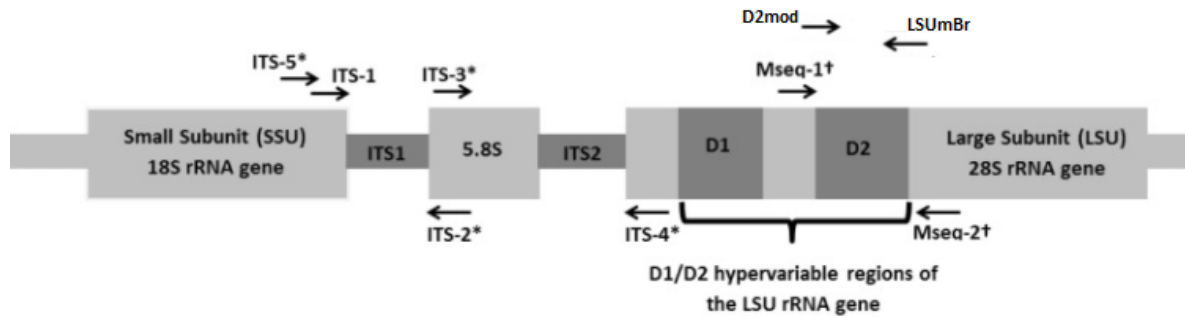 D2mod
LSUmBr
ITS-5*
ITS-1
ITS-3*
Mseq-1†
Small Subunit (SSU)
18S rRNA gene
ITS1
5.8S
ITS2
D1
D2
Large Subunit (LSU)
28S rRNA gene
ITS-2*
ITS-4*
Mseq-2†
D1/D2 hypervariable regions of
the LSU rRNA gene